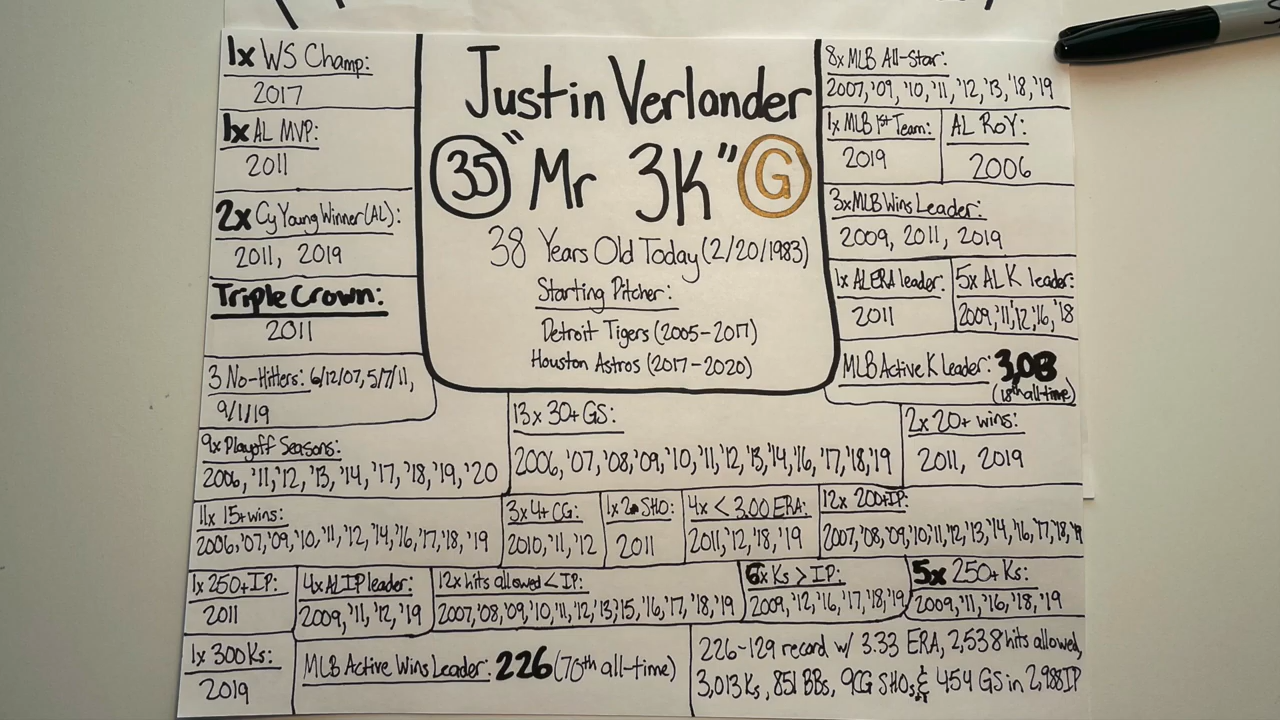 1x WS Champ:
2017
1x AL MVP:
2011
2x Cy Young Winner (AL):
2011, 2019
Triple Crown:
2011
3 No-Hitters: 6/12/07, 5/7/11,
9/1/19
Justin Verlander
35 "Mr 3K" G
38 Years Old Today (2/20/1983)
Starting Pitcher:
Detroit Tigers (2005-2017)
Houston Astros (2017-2020)
8x MLB All-Star:
2007, '09, '10, '11, '12, '13, '18, '19
1x MLB 1st Team:
2019
AL RoY:
2006
3x MLB Wins Leader:
2009, 2011, 2019
1x AL ERA leader:
2011
5x AL K leader:
2009, '11, '12, '16, '18
MLB Active K Leader: 3,013
(18th all-time)
9x Playoff Seasons:
2006, '11, '12, '13, '14, '17, '18, '19, '20
13x 30+ GS:
2006, '07, '08, '09, '10, '11, '12, '13, '14, '16, '17, '18, '19
2x 20+ wins:
2011, 2019
11x 15+ wins:
2006, '07, '09, '10, '11, '12, '14, '16, '17, '18, '19
3x 4+ CG:
2010, '11, '12
1x 2 SHO:
2011
4x < 3.00 ERA:
2011, '12, '18, '19
12x 200+ IP:
2007, '08, '09, '10, '11, '12, '13, '14, '16, '17, '18, '19
1x 250+ IP:
2011
4x AL IP leader:
2009, '11, '12, '19
12x hits allowed < IP:
2007, '08, '09, '10, '11, '12, '13, '15, '16, '17, '18, '19
6x Ks > IP:
2009, '12, '16, '17, '18, '19
5x 250+ Ks:
2009, '11, '16, '18, '19
1x 300 Ks:
2019
MLB Active Wins Leader: 226 (70th all-time)
226-129 record w/ 3.33 ERA, 2,538 hits allowed,
3,013 Ks, 851 BBs, 9 CG SHOs, & 454 GS in 2,988 IP